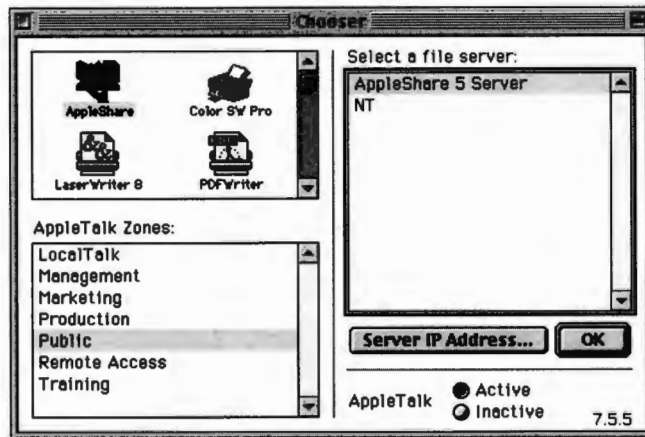 Chooser
AppleShare
Color SW Pro
LaserWriter 8
PDFWriter
AppleTalk Zones:
LocalTalk
Management
Marketing
Production
Public
Remote Access
Training
Select a file server:
AppleShare 5 Server
NT
Server IP Address...
OK
AppleTalk
Active
Inactive
7.5.5